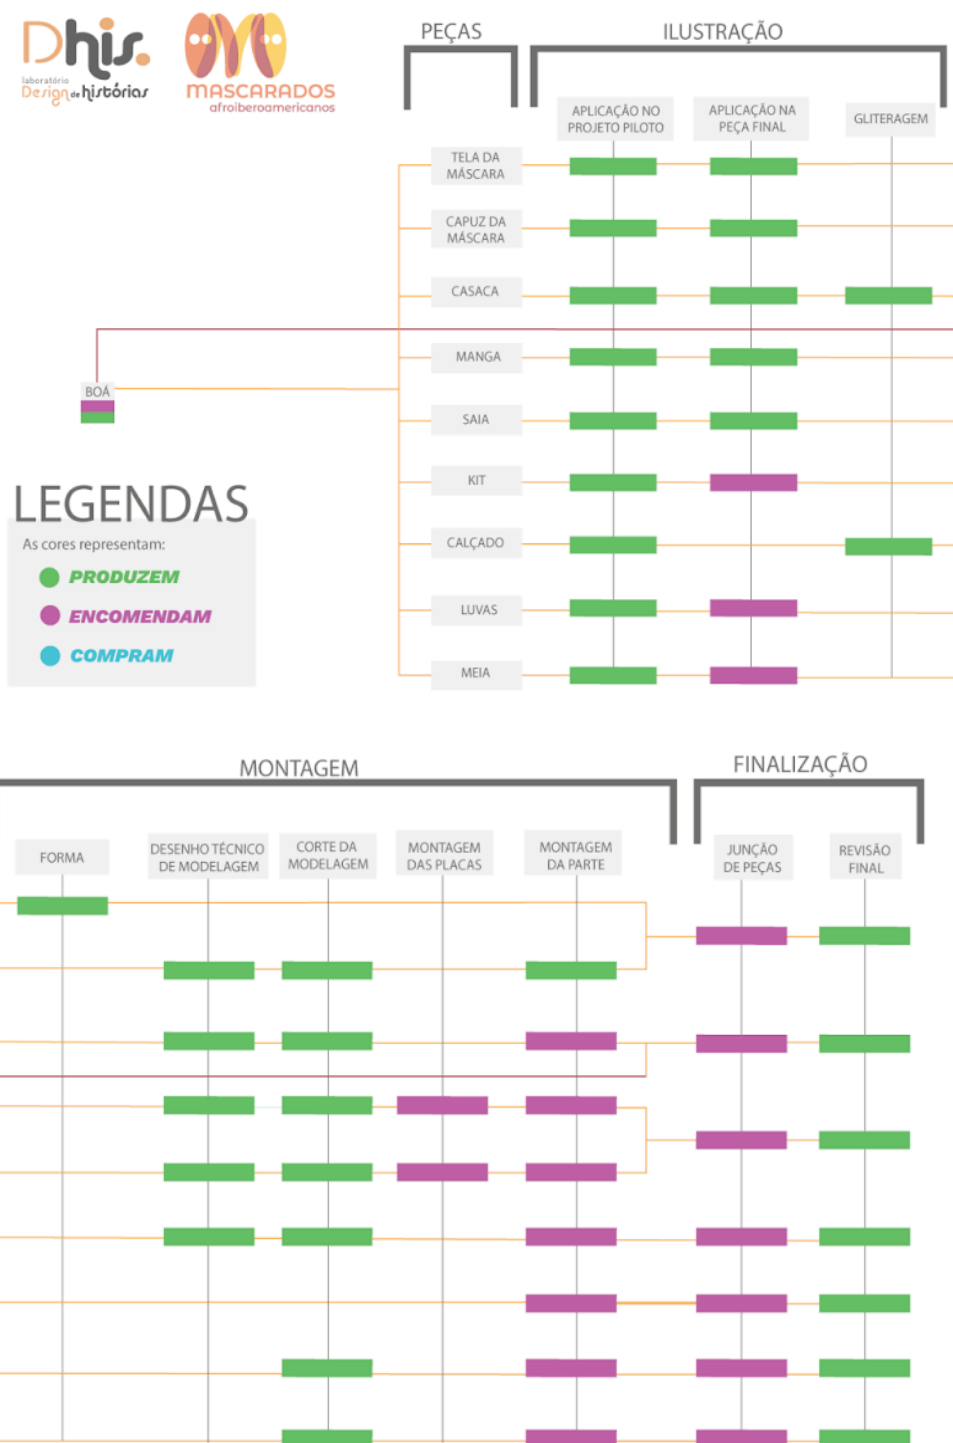 Dhis.
laboratório
Design de histórias
MASCARADOS
afroiberoamericanos
PEÇAS
ILUSTRAÇÃO
APLICAÇÃO NO
PROJETO PILOTO
APLICAÇÃO NA
PEÇA FINAL
GLITERAGEM
TELA DA
MÁSCARA
CAPUZ DA
MÁSCARA
CASACA
MANGA
BOÁ
SAIA
KIT
CALÇADO
LUVAS
MEIA
LEGENDAS
As cores representam:
PRODUZEM
ENCOMENDAM
COMPRAM
MONTAGEM
FINALIZAÇÃO
FORMA
DESENHO TÉCNICO
DE MODELAGEM
CORTE DA
MODELAGEM
MONTAGEM
DAS PLACAS
MONTAGEM
DA PARTE
JUNÇÃO
DE PEÇAS
REVISÃO
FINAL